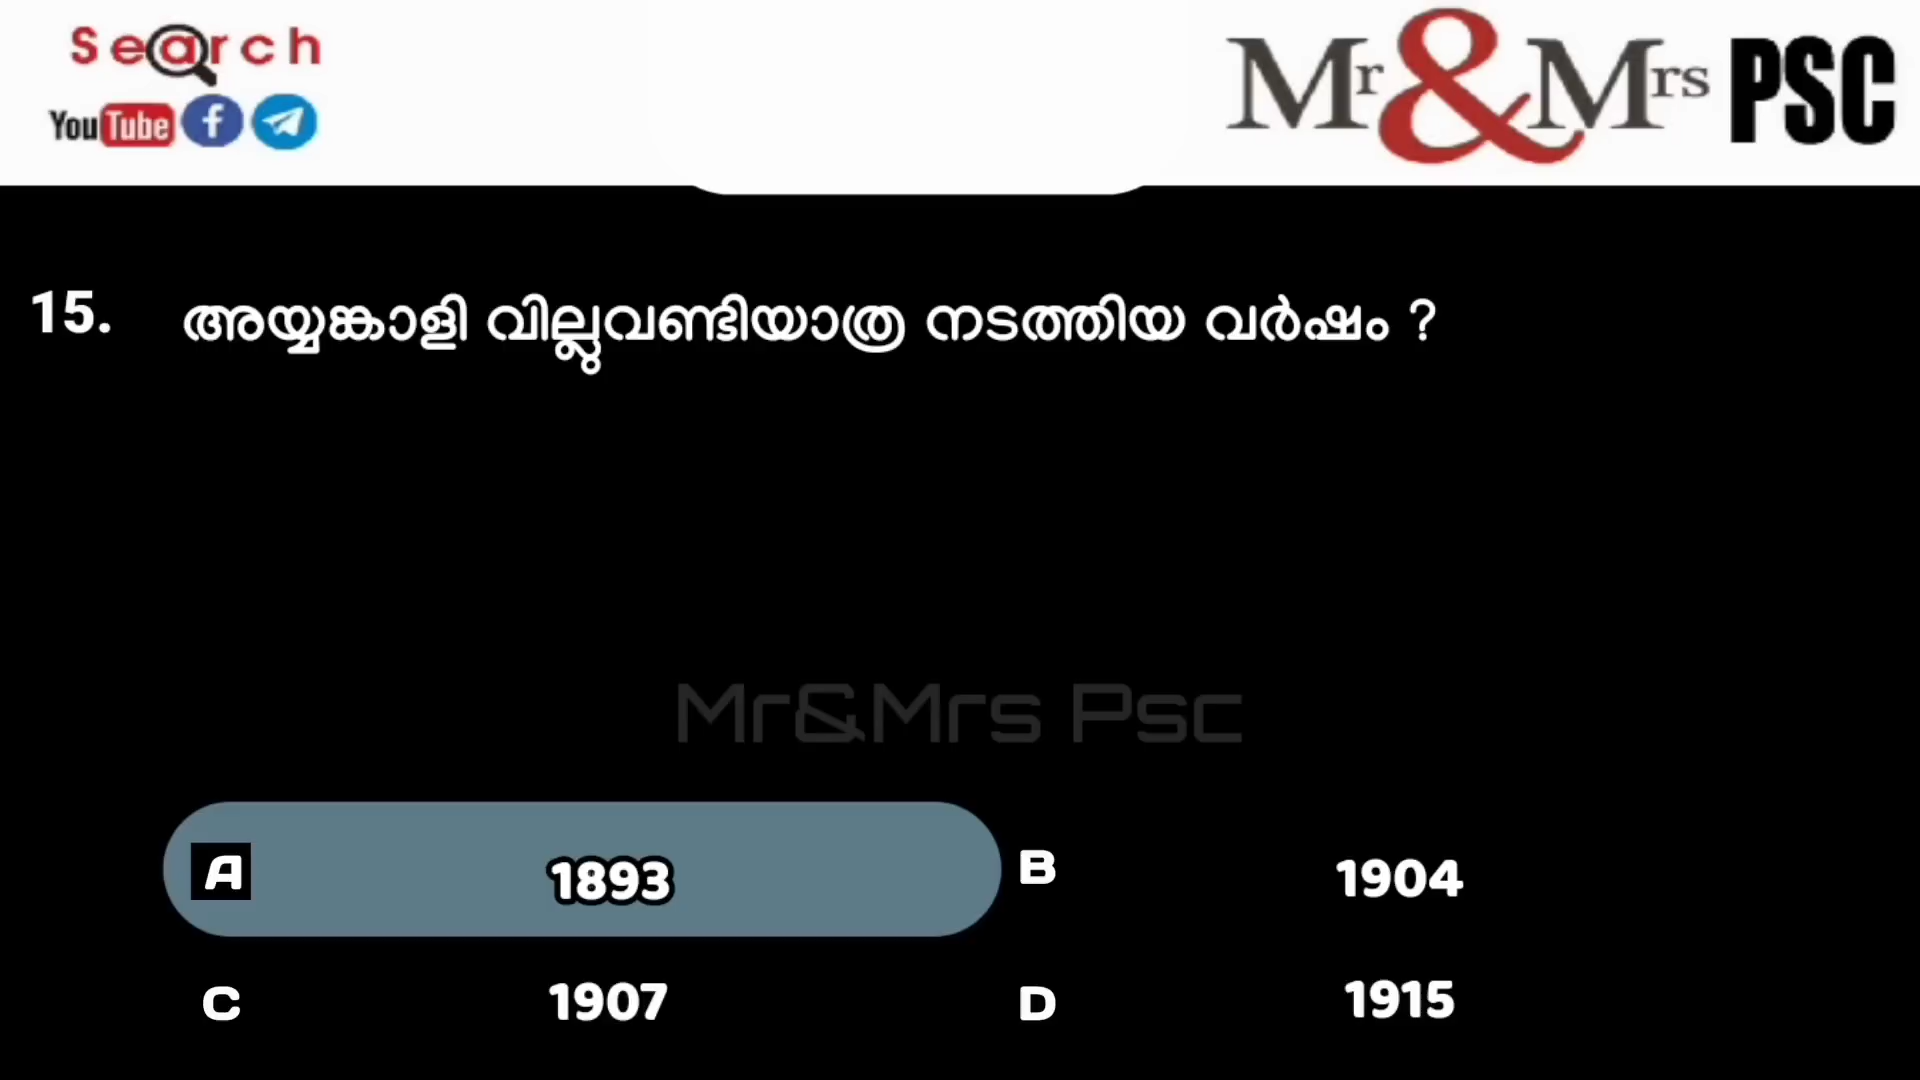 Search
YouTube
Mr&Mrs PSC
15. അയ്യങ്കാളി വില്ലുവണ്ടിയാത്ര നടത്തിയ വർഷം ?
Mr&Mrs Psc
A 1893 B 1904
C 1907 D 1915